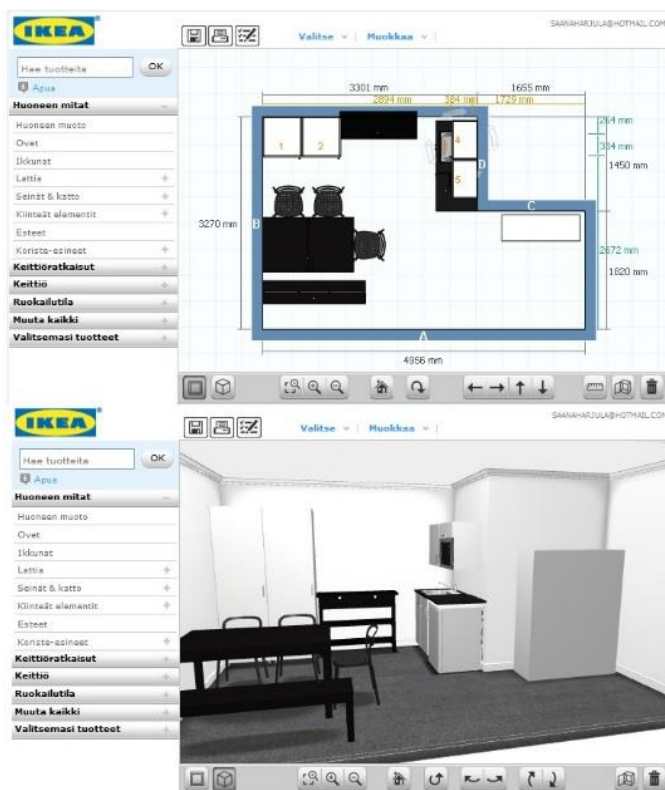 SAANAHARJULA@HOTMAIL.COM
IKEA®
Valitse | Muokkaa |
Hae tuotteita OK
Apua
Huoneen mitat
Huoneen muoto
Ovet
Ikkunat
Lattia
Seinät & katto
Kiinteät elementit
Esteet
Koriste-esineet
Keittiöratkaisut
Keittiö
Ruokailutila
Muuta kaikki
Valitsemasi tuotteet
3301 mm 1655 mm
2894 mm 384 mm 1729 mm
264 mm
384 mm
1450 mm
1 2 4
D
5
C
3270 mm B
2672 mm
1820 mm
A
4956 mm
SAANAHARJULA@HOTMAIL.COM
IKEA®
Valitse | Muokkaa |
Hae tuotteita OK
Apua
Huoneen mitat
Huoneen muoto
Ovet
Ikkunat
Lattia
Seinät & katto
Kiinteät elementit
Esteet
Koriste-esineet
Keittiöratkaisut
Keittiö
Ruokailutila
Muuta kaikki
Valitsemasi tuotteet